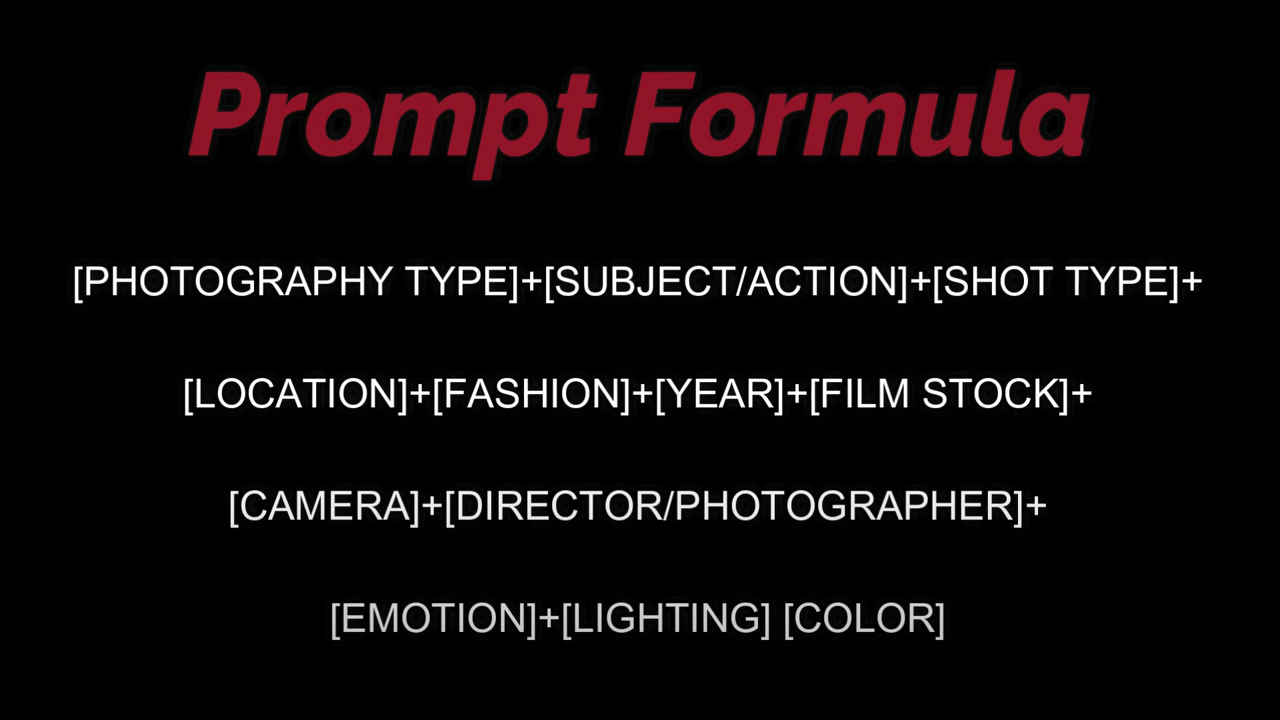 Prompt Formula
[PHOTOGRAPHY TYPE]+[SUBJECT/ACTION]+[SHOT TYPE]+
[LOCATION]+[FASHION]+[YEAR]+[FILM STOCK]+
[CAMERA]+[DIRECTOR/PHOTOGRAPHER]+
[EMOTION]+[LIGHTING] [COLOR]